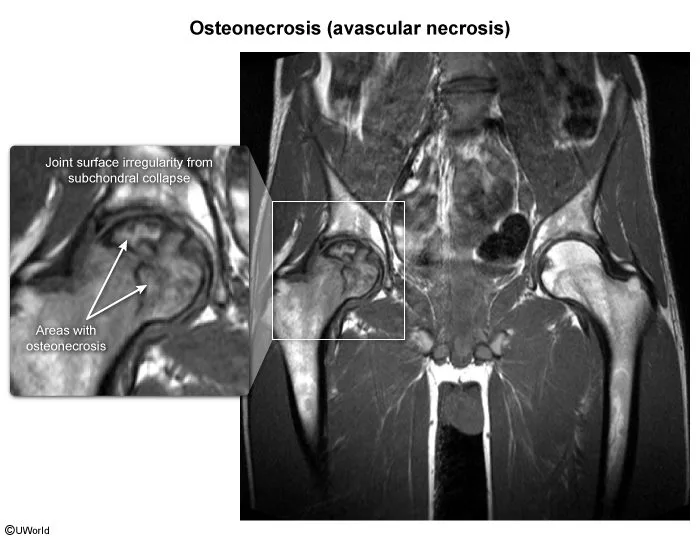 Osteonecrosis (avascular necrosis)
Joint surface irregularity from
subchondral collapse
Areas with
osteonecrosis
©UWorld